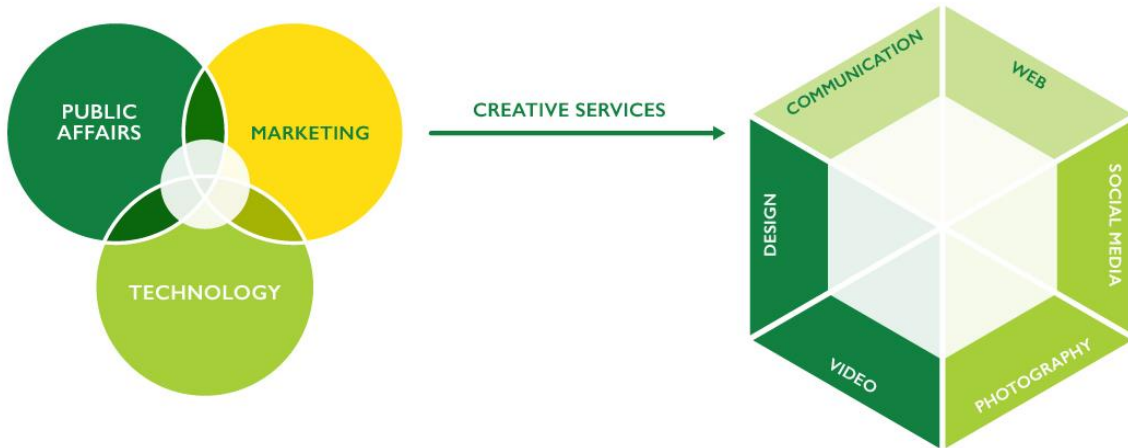 PUBLIC
AFFAIRS
MARKETING
TECHNOLOGY
CREATIVE SERVICES
COMMUNICATION
WEB
SOCIAL MEDIA
PHOTOGRAPHY
VIDEO
DESIGN